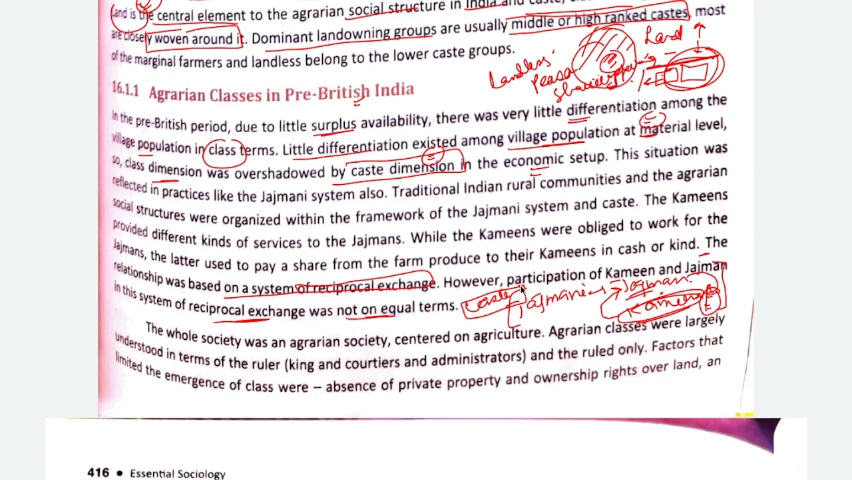 Land is the central element to the agrarian social structure in India and
are closely woven around it. Dominant landowning groups are usually middle or high ranked castes, most
of the marginal farmers and landless belong to the lower caste groups.
Land
Landless
16.1.1 Agrarian Classes in Pre-British India
In the pre-British period, due to little surplus availability, there was very little differentiation among the
village population in class terms. Little differentiation existed among village population at material level,
so, class dimension was overshadowed by caste dimension in the economic setup. This situation was
reflected in practices like the Jajmani system also. Traditional Indian rural communities and the agrarian
social structures were organized within the framework of the Jajmani system and caste. The Kameens
provided different kinds of services to the Jajmans. While the Kameens were obliged to work for the
Jajmans, the latter used to pay a share from the farm produce to their Kameens in cash or kind. The
relationship was based on a system of reciprocal exchange. However, participation of Kameen and Jajman
in this system of reciprocal exchange was not on equal terms.
Caste
Jajman
Kameen
The whole society was an agrarian society, centered on agriculture. Agrarian classes were largely
understood in terms of the ruler (king and courtiers and administrators) and the ruled only. Factors that
limited the emergence of class were – absence of private property and ownership rights over land, an
416 • Essential Sociology